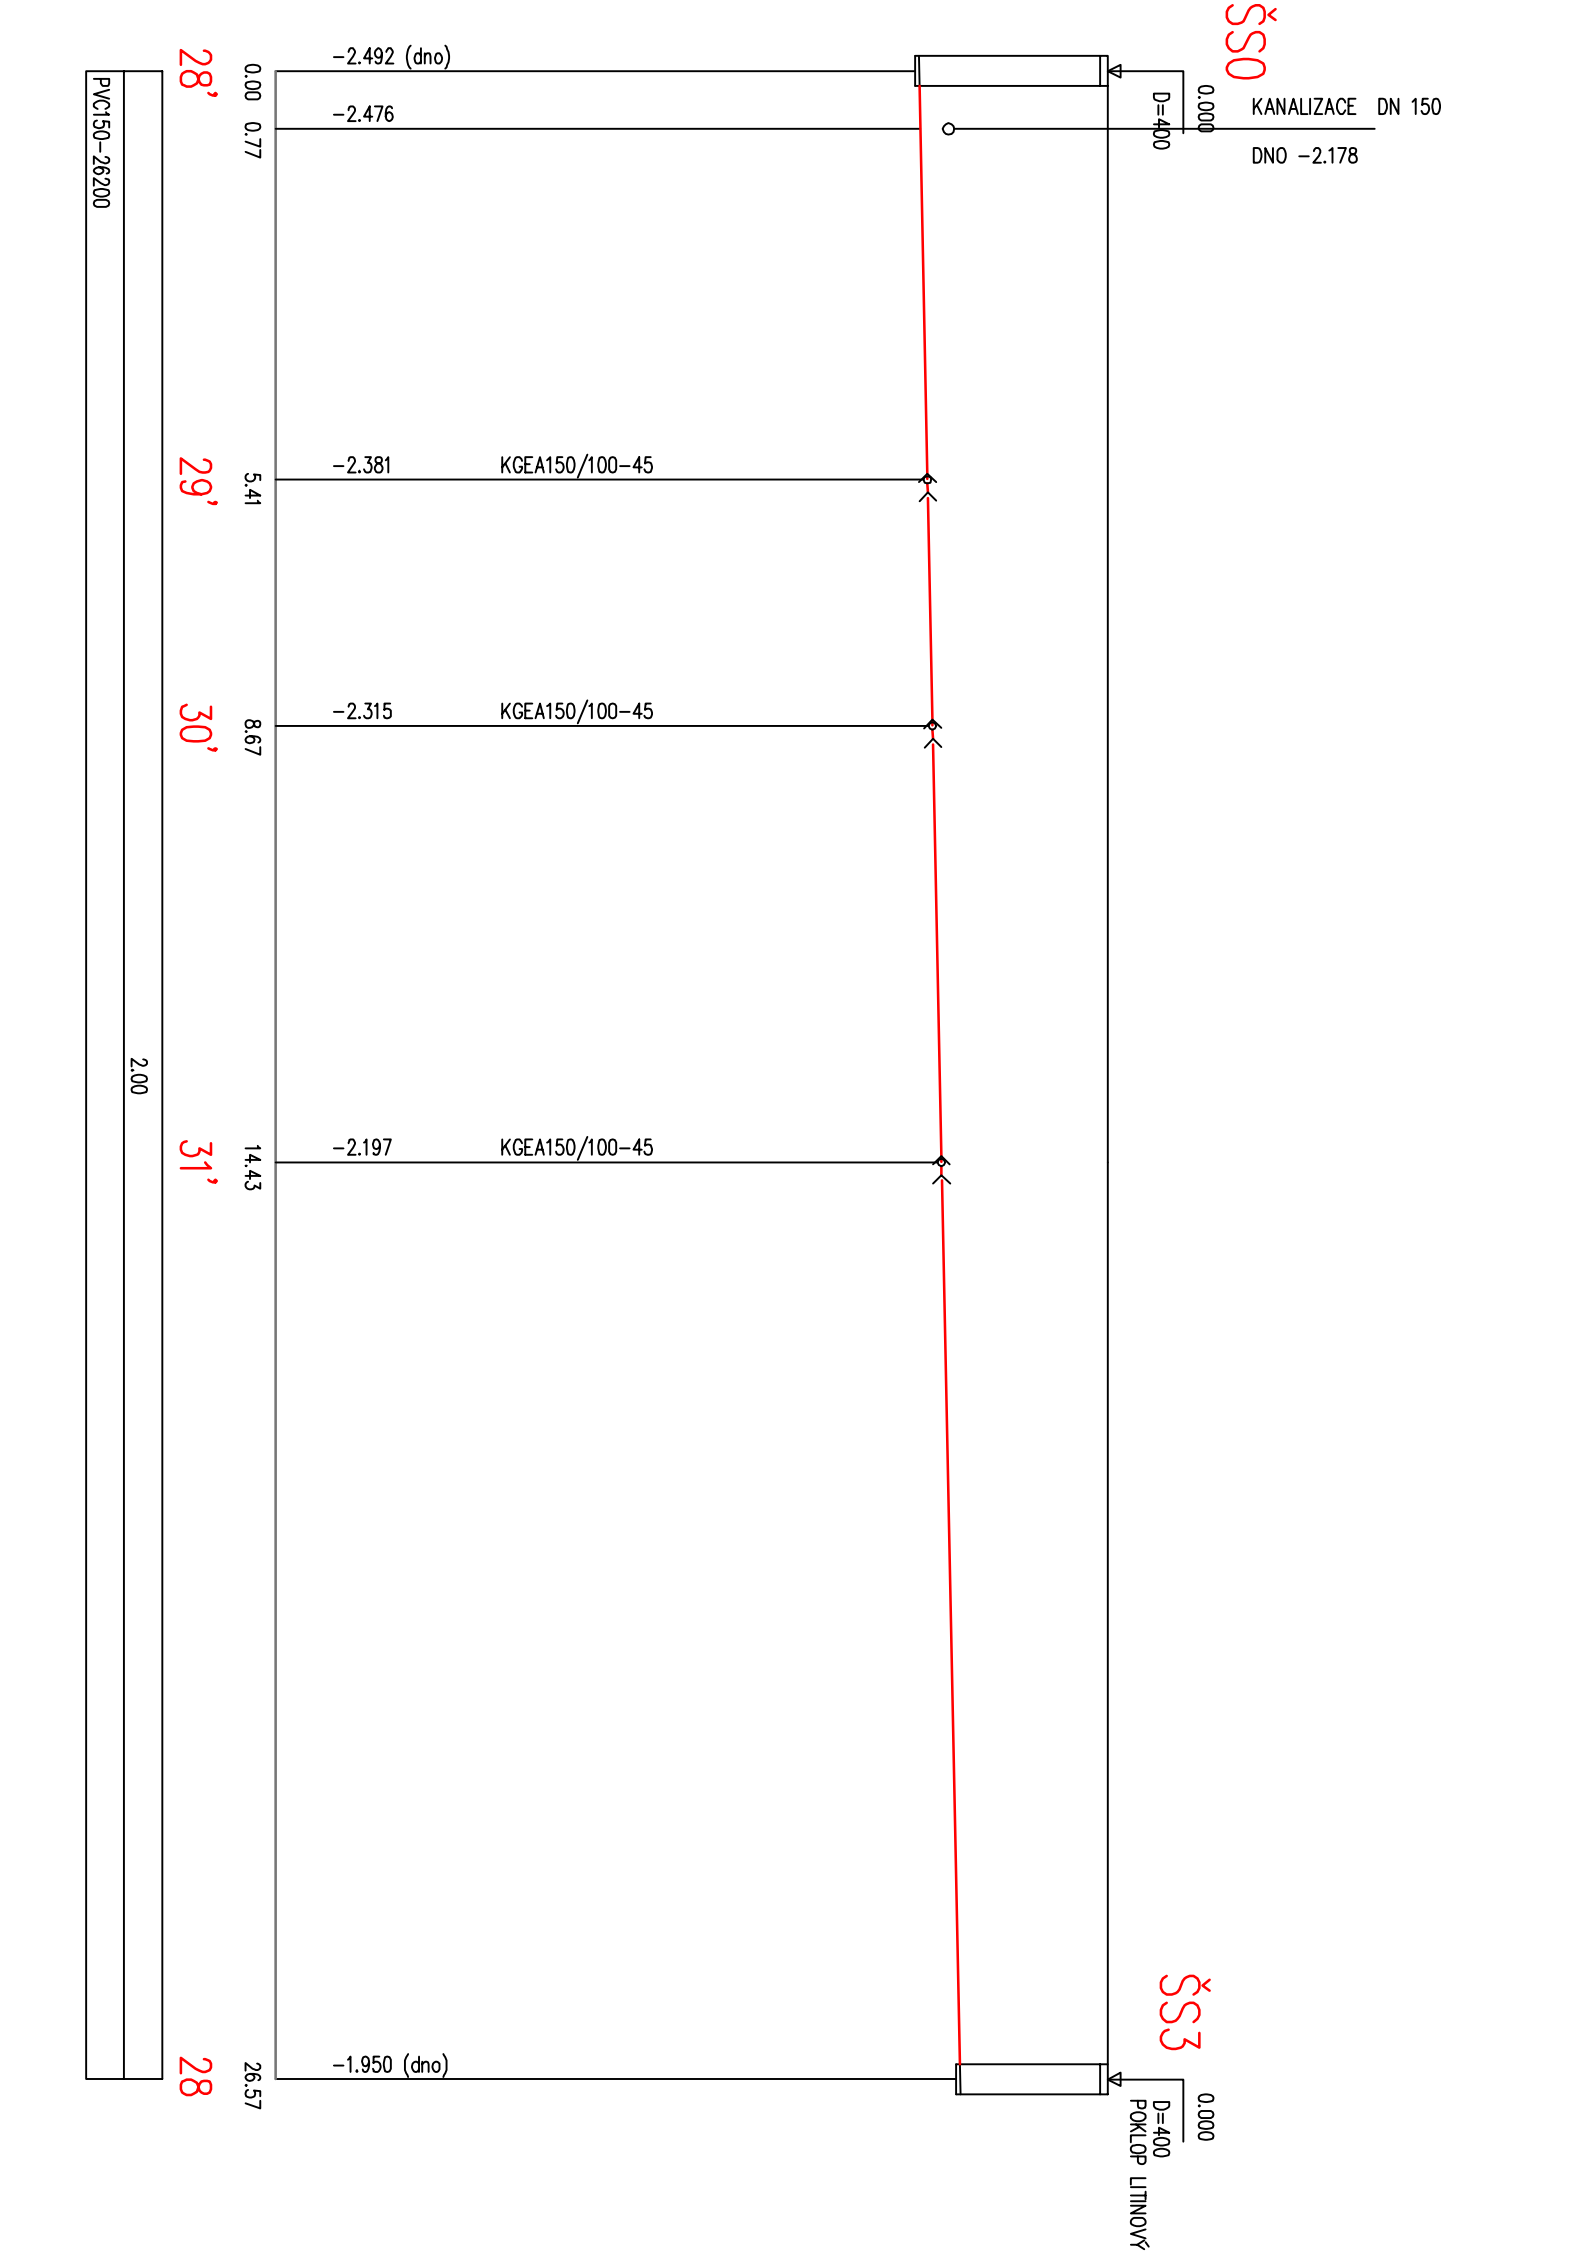 ŠS0
0.000
D=400
KANALIZACE DN 150
DNO -2.178
-2.492 (dno)
-2.476
-2.381 KGEA150/100-45
-2.315 KGEA150/100-45
-2.197 KGEA150/100-45
-1.950 (dno)
ŠS3
0.000
D=400
POKLOP LITINOVÝ
0.00 0.77 5.41 8.67 14.43 26.57
28' 29' 30' 31' 28
2.00
PVC150-26200